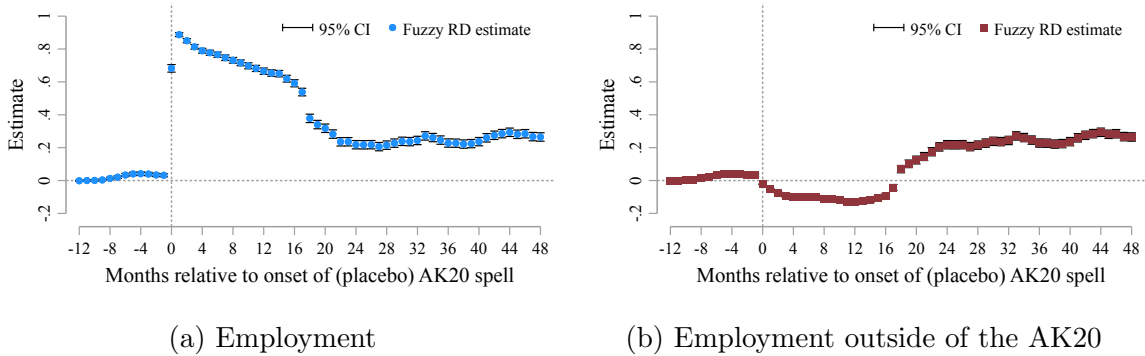 95% CI Fuzzy RD estimate
Estimate
1
.8
.6
.4
.2
0
-.2
-12 -8 -4 0 4 8 12 16 20 24 28 32 36 40 44 48
Months relative to onset of (placebo) AK20 spell
(a) Employment
95% CI Fuzzy RD estimate
Estimate
1
.8
.6
.4
.2
0
-.2
-12 -8 -4 0 4 8 12 16 20 24 28 32 36 40 44 48
Months relative to onset of (placebo) AK20 spell
(b) Employment outside of the AK20